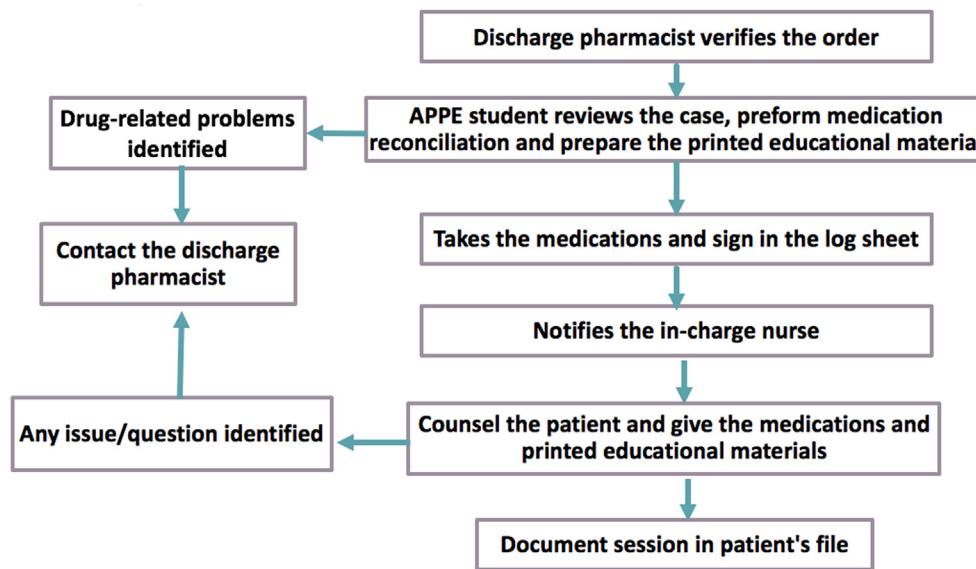 Discharge pharmacist verifies the order
Drug-related problems
identified
APPE student reviews the case, preform medication
reconciliation and prepare the printed educational materia
Contact the discharge
pharmacist
Takes the medications and sign in the log sheet
Notifies the in-charge nurse
Any issue/question identified
Counsel the patient and give the medications and
printed educational materials
Document session in patient's file